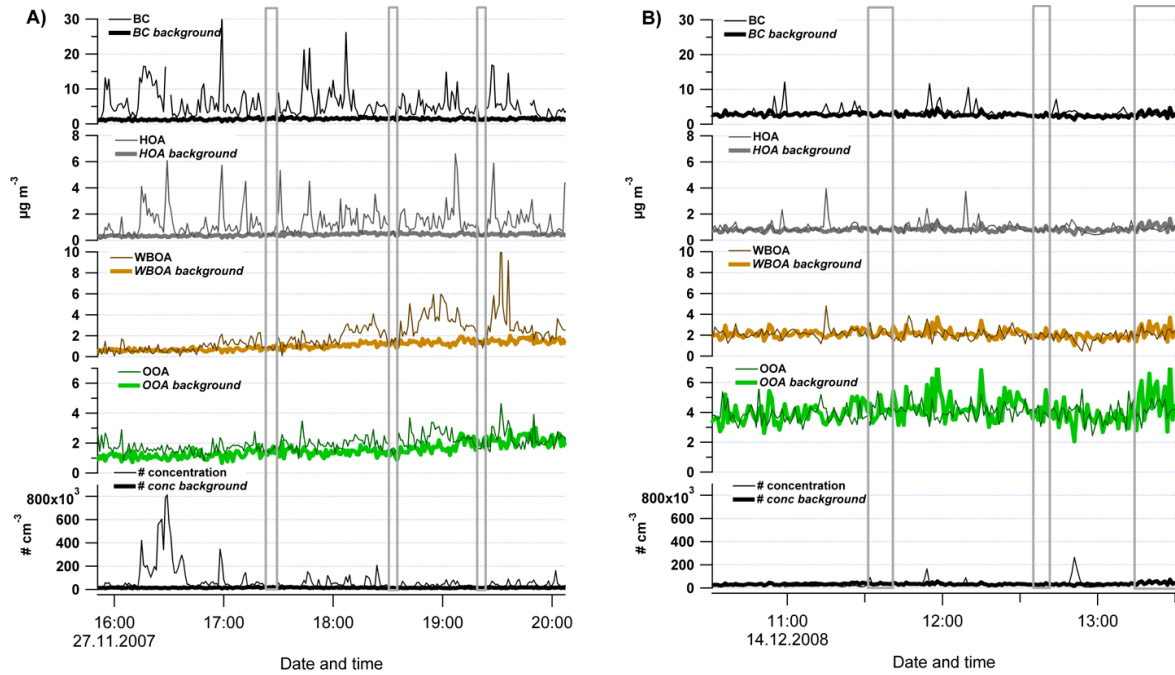 A)
BC
BC background
30
20
10
0
HOA
HOA background
8
6
4
2
0
µg m-3
WBOA
WBOA background
10
8
6
4
2
0
OOA
OOA background
6
4
2
0
# concentration
# conc background
800x10³
600
400
200
0
# cm-3
16:00 17:00 18:00 19:00 20:00
27.11.2007
Date and time
B)
BC
BC background
30
20
10
0
HOA
HOA background
8
6
4
2
0
µg m-3
WBOA
WBOA background
10
8
6
4
2
0
OOA
OOA background
6
4
2
0
# concentration
# conc background
800x10³
600
400
200
0
# cm-3
11:00 12:00 13:00
14.12.2008
Date and time